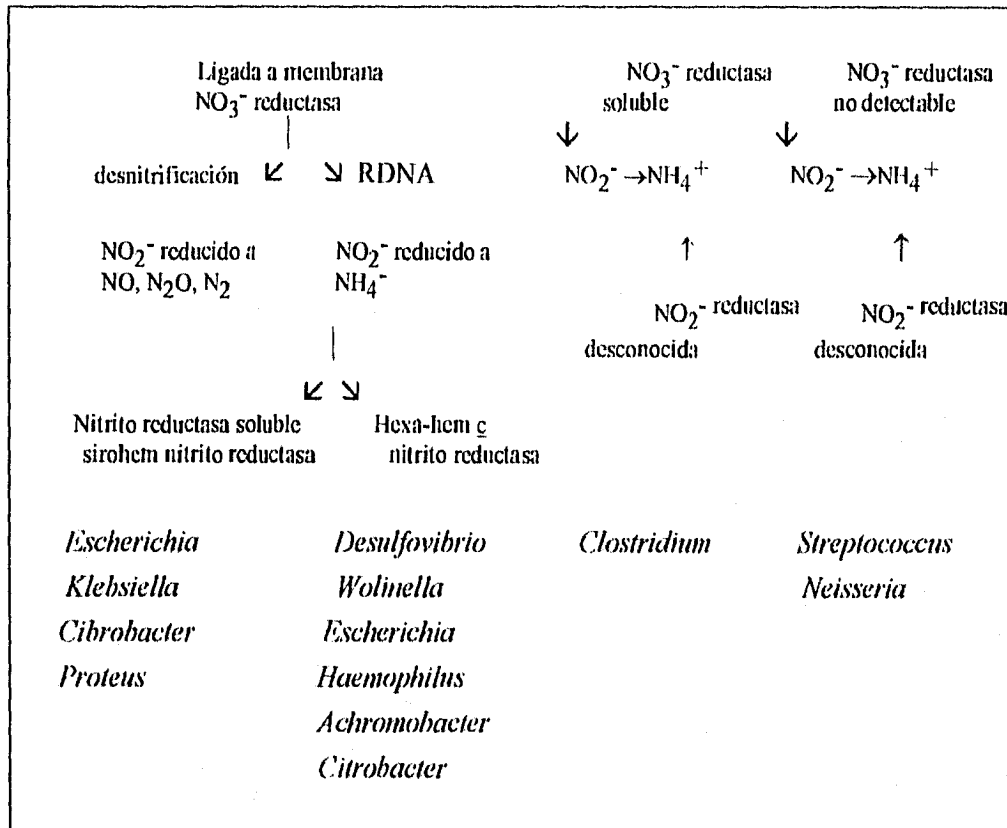 Ligada a membrana
NO₃⁻ reductasa
NO₃⁻ reductasa
soluble
NO₃⁻ reductasa
no detectable
desnitrificación ↙ ↘ RDNA
NO₂⁻ →NH₄⁺
NO₂⁻ →NH₄⁺
NO₂⁻ reducido a
NO, N₂O, N₂
NO₂⁻ reducido a
NH₄⁻
NO₂⁻ reductasa
desconocida
NO₂⁻ reductasa
desconocida
Nitrito reductasa soluble
sirohem nitrito reductasa
Hexa-hem c
nitrito reductasa
Escherichia
Klebsiella
Cibrobacter
Proteus
Desulfovibrio
Wolinella
Escherichia
Haemophilus
Achromobacter
Citrobacter
Clostridium
Streptococcus
Neisseria